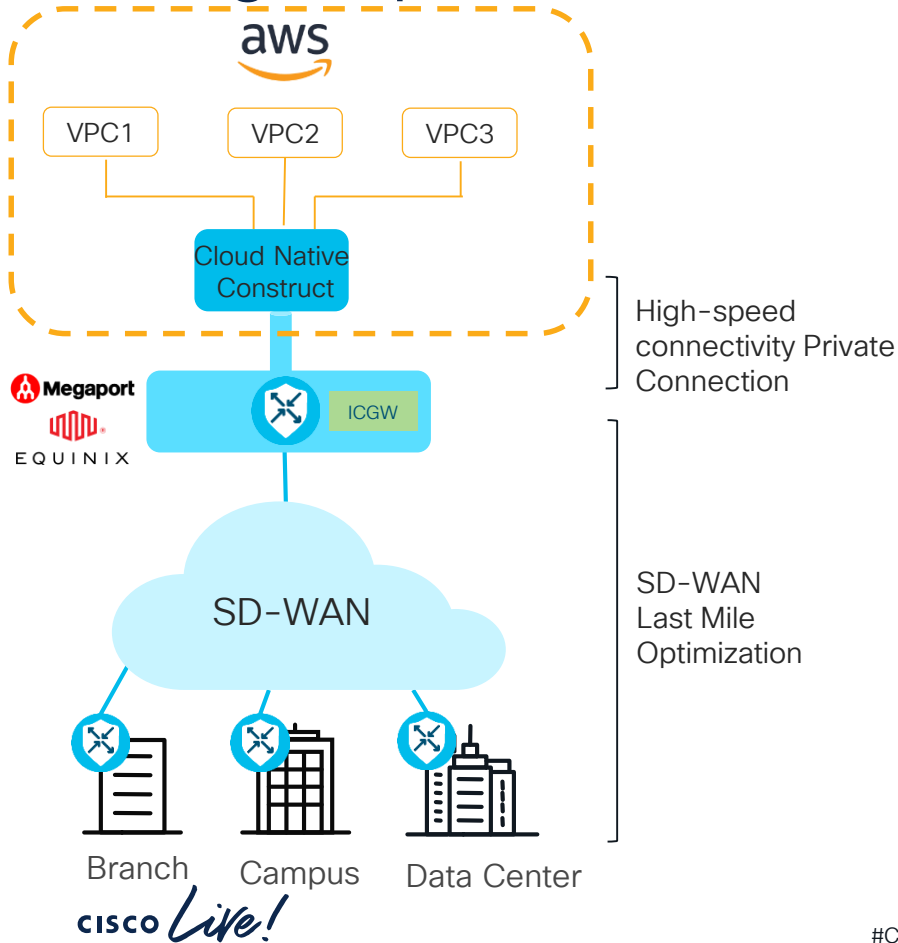 aws
VPC1
VPC2
VPC3
Cloud Native
Construct
High-speed
connectivity Private
Connection
Megaport
EQUINIX
ICGW
SD-WAN
SD-WAN
Last Mile
Optimization
Branch
Campus
Data Center
CISCO Live!
#C